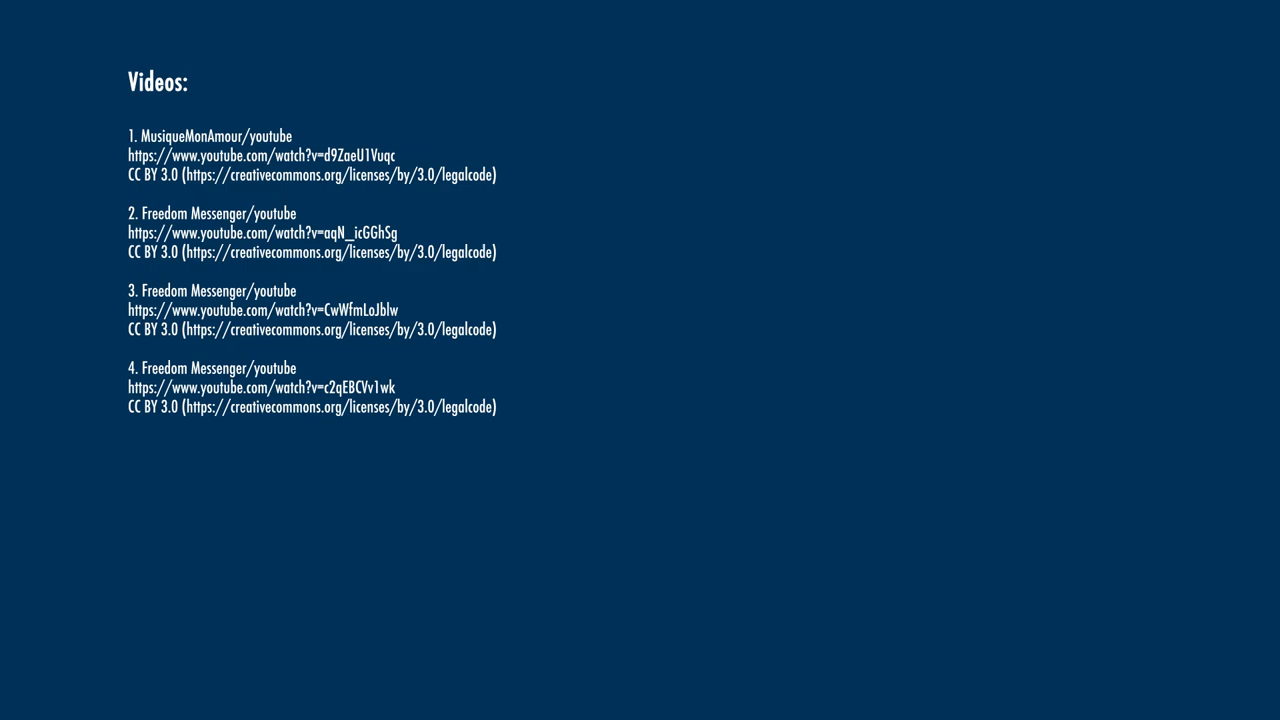 Videos:
1. MusiqueMonAmour/youtube
https://www.youtube.com/watch?v=d9ZaeU1Vuqc
CC BY 3.0 (https://creativecommons.org/licenses/by/3.0/legalcode)
2. Freedom Messenger/youtube
https://www.youtube.com/watch?v=aqN_icGGhSg
CC BY 3.0 (https://creativecommons.org/licenses/by/3.0/legalcode)
3. Freedom Messenger/youtube
https://www.youtube.com/watch?v=CwWfmLoJblw
CC BY 3.0 (https://creativecommons.org/licenses/by/3.0/legalcode)
4. Freedom Messenger/youtube
https://www.youtube.com/watch?v=c2qEBCVv1wk
CC BY 3.0 (https://creativecommons.org/licenses/by/3.0/legalcode)